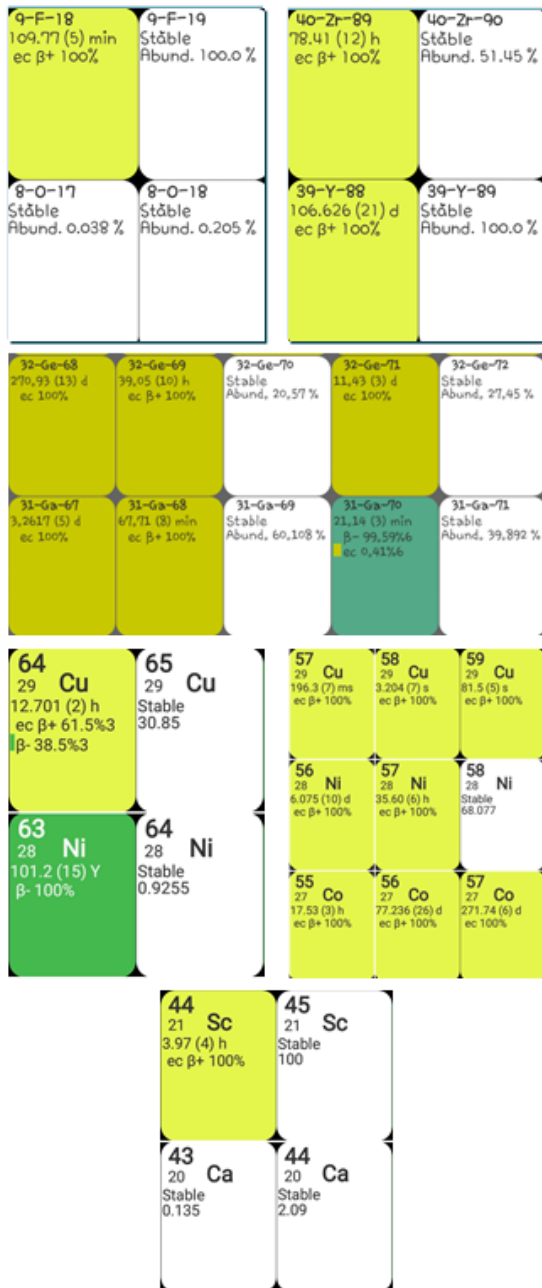 9-F-18
109.77 (5) min
ec β+ 100%
9-F-19
Ståble
Abund. 100.0 %
8-O-17
Ståble
Abund. 0.038 %
8-O-18
Ståble
Abund. 0.205 %
40-Zr-89
78.41 (12) h
ec β+ 100%
40-Zr-90
Ståble
Abund. 51.45 %
39-Y-88
106.626 (21) d
ec β+ 100%
39-Y-89
Ståble
Abund. 100.0 %
32-Ge-68
270,93 (13) d
ec 100%
32-Ge-69
39,05 (10) h
ec β+ 100%
32-Ge-70
Stable
Abund, 20,57 %
32-Ge-71
11,43 (3) d
ec 100%
32-Ge-72
Stable
Abund, 27,45 %
31-Ga-67
3,2617 (5) d
ec 100%
31-Ga-68
67,71 (8) min
ec β+ 100%
31-Ga-69
Stable
Abund, 60,108 %
31-Ga-70
21,14 (3) min
β- 99,59%6
ec 0,41%6
31-Ga-71
Stable
Abund, 39,892 %
64
29 Cu
12.701 (2) h
ec β+ 61.5%3
β- 38.5%3
65
29 Cu
Stable
30.85
63
28 Ni
101.2 (15) Y
β- 100%
64
28 Ni
Stable
0.9255
57
29 Cu
196.3 (7) ms
ec β+ 100%
58
29 Cu
3.204 (7) s
ec β+ 100%
59
29 Cu
81.5 (5) s
ec β+ 100%
56
28 Ni
6.075 (10) d
ec β+ 100%
57
28 Ni
35.60 (6) h
ec β+ 100%
58
28 Ni
Stable
68.077
55
27 Co
17.53 (3) h
ec β+ 100%
56
27 Co
77.236 (26) d
ec β+ 100%
57
27 Co
271.74 (6) d
ec 100%
44
21 Sc
3.97 (4) h
ec β+ 100%
45
21 Sc
Stable
100
43
20 Ca
Stable
0.135
44
20 Ca
Stable
2.09